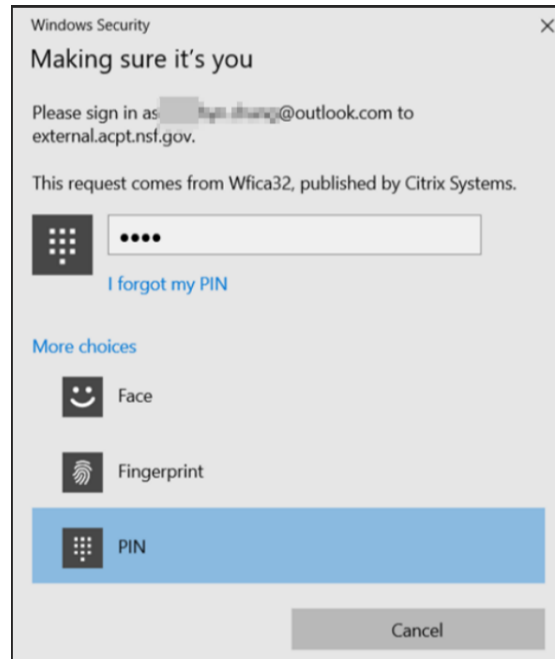 Windows Security
Making sure it's you
Please sign in as @outlook.com to
external.acpt.nsf.gov.
This request comes from Wfica32, published by Citrix Systems.
••••
I forgot my PIN
More choices
Face
Fingerprint
PIN
Cancel